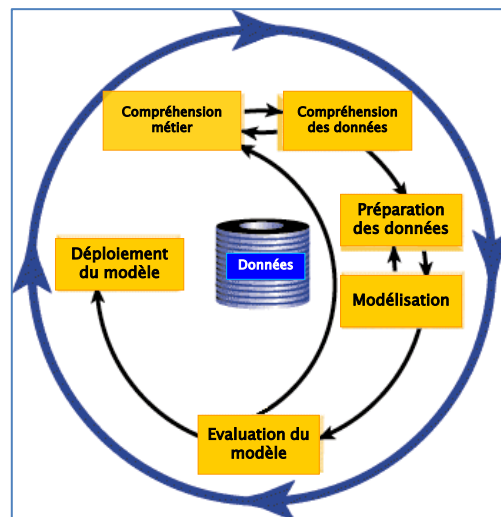 Compréhension
métier
Compréhension
des données
Préparation
des données
Données
Déploiement
du modèle
Modélisation
Evaluation du
modèle